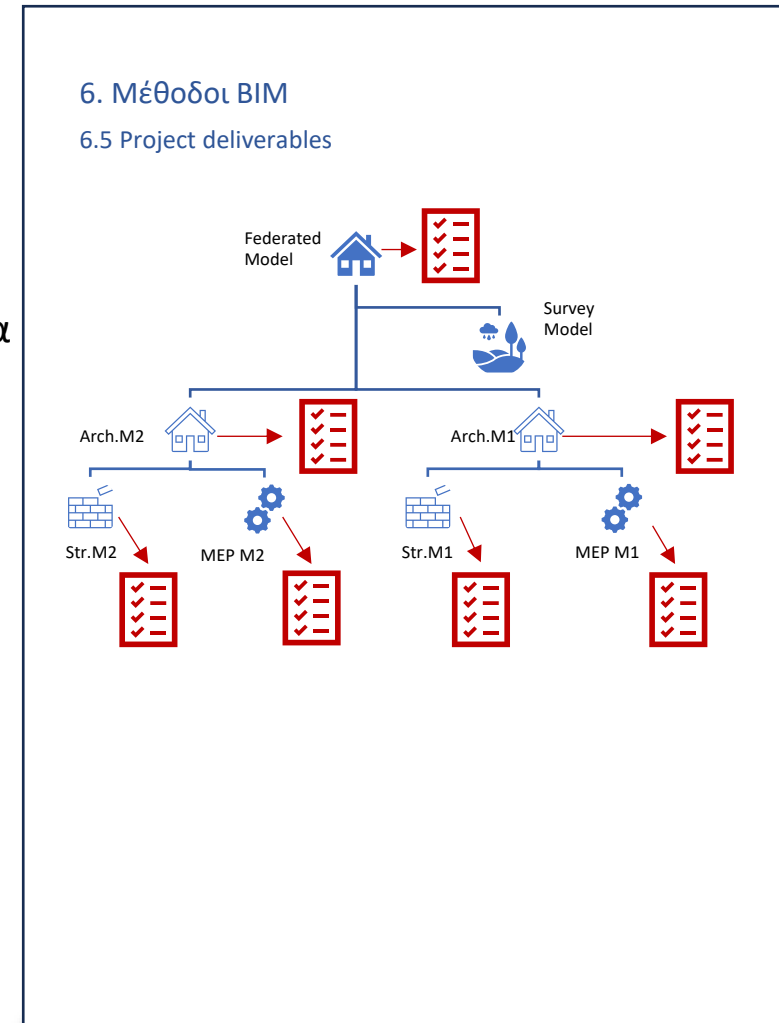 6. Μέθοδοι BIM
6.5 Project deliverables
Federated
Model
Survey
Model
α
Arch.M2
Arch.M1
Str.M2
MEP M2
Str.M1
MEP M1